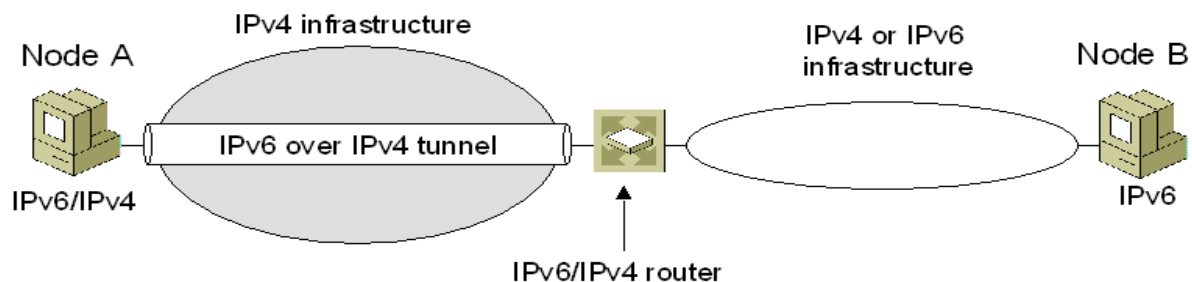 IPv4 infrastructure
IPv4 or IPv6
infrastructure
Node A
Node B
IPv6 over IPv4 tunnel
IPv6/IPv4
IPv6
IPv6/IPv4 router